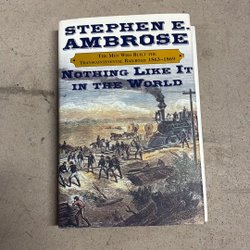 STEPHEN E.
AMBROSE
THE MEN WHO BUILT THE
TRANSCONTINENTAL RAILROAD 1863–1869
NOTHING LIKE IT
IN THE WORLD